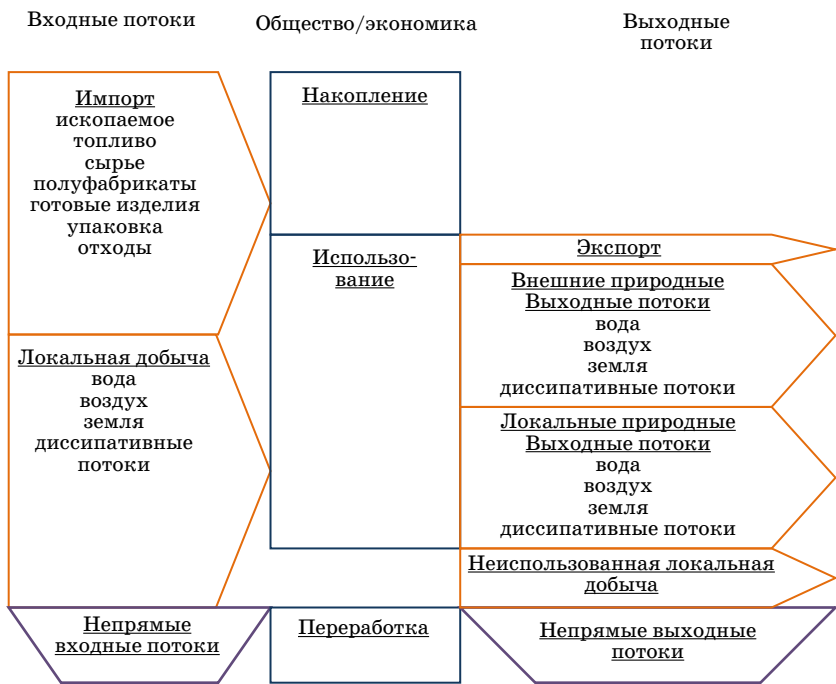 Входные потоки
Общество/экономика
Выходные
потоки
Импорт
ископаемое
топливо
сырье
полуфабрикаты
готовые изделия
упаковка
отходы
Локальная добыча
вода
воздух
земля
диссипативные
потоки
Непрямые
входные потоки
Накопление
Использо-
вание
Переработка
Экспорт
Внешние природные
Выходные потоки
вода
воздух
земля
диссипативные потоки
Локальные природные
Выходные потоки
вода
воздух
земля
диссипативные потоки
Неиспользованная локальная
добыча
Непрямые выходные
потоки